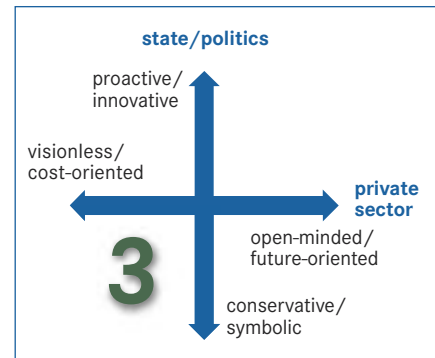 state/politics
proactive/
innovative
visionless/
cost-oriented
private
sector
open-minded/
future-oriented
3
conservative/
symbolic